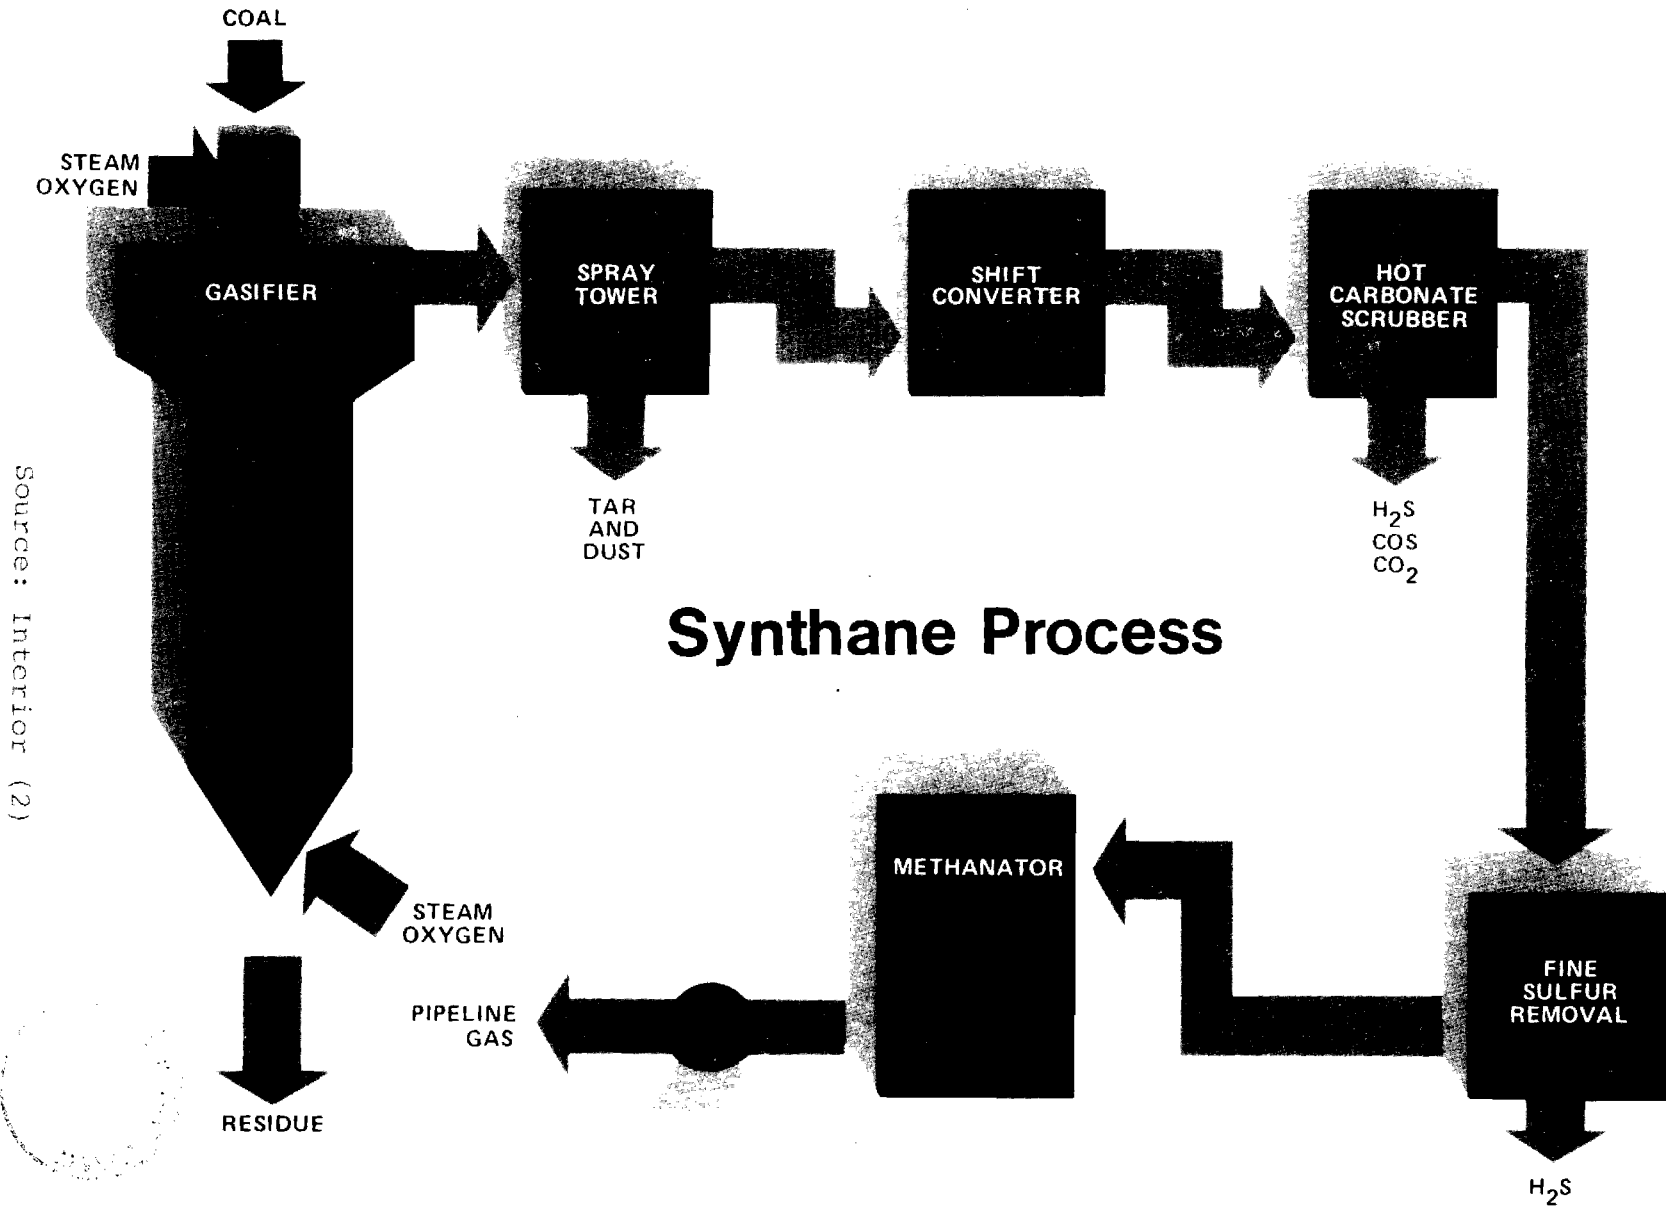 COAL
STEAM
OXYGEN
GASIFIER
SPRAY
TOWER
SHIFT
CONVERTER
HOT
CARBONATE
SCRUBBER
TAR
AND
DUST
H₂S
COS
CO₂
Synthane Process
Source: Interior (2)
METHANATOR
STEAM
OXYGEN
FINE
SULFUR
REMOVAL
PIPELINE
GAS
RESIDUE
H₂S